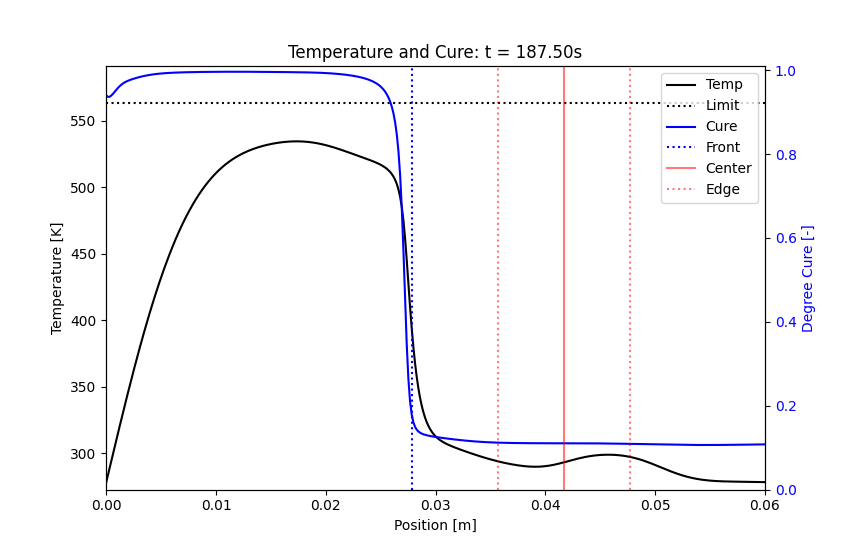 Temperature and Cure: t = 187.50s
Temperature [K]
550
500
450
400
350
300
Temp
Limit
Cure
Front
Center
Edge
1.0
0.8
0.6
0.4
0.2
0.0
Degree Cure [-]
0.00 0.01 0.02 0.03 0.04 0.05 0.06
Position [m]